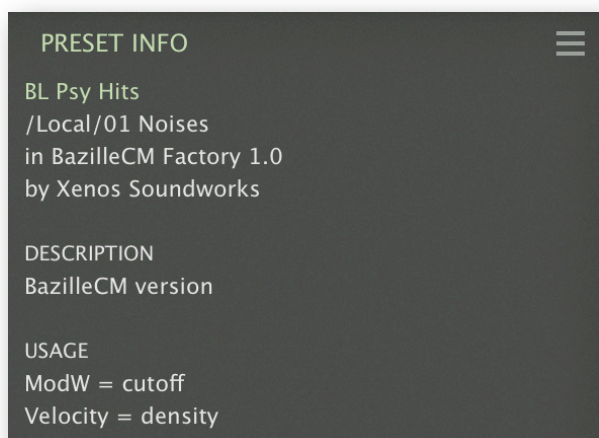 PRESET INFO
BL Psy Hits
/Local/01 Noises
in BazilleCM Factory 1.0
by Xenos Soundworks
DESCRIPTION
BazilleCM version
USAGE
ModW = cutoff
Velocity = density